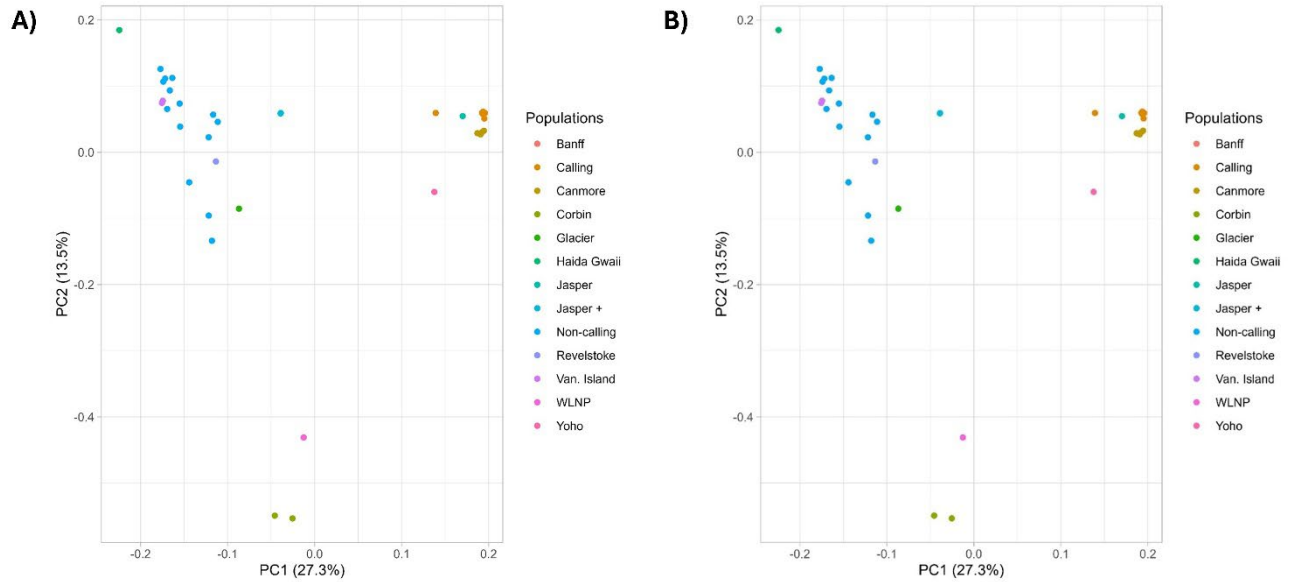 A)
0.2
0.0
-0.2
-0.4
PC2 (13.5%)
-0.2
-0.1
0.0
0.1
0.2
PC1 (27.3%)
Populations
Banff
Calling
Canmore
Corbin
Glacier
Haida Gwaii
Jasper
Jasper +
Non-calling
Revelstoke
Van. Island
WLNP
Yoho
B)
0.2
0.0
-0.2
-0.4
PC2 (13.5%)
-0.2
-0.1
0.0
0.1
0.2
PC1 (27.3%)
Populations
Banff
Calling
Canmore
Corbin
Glacier
Haida Gwaii
Jasper
Jasper +
Non-calling
Revelstoke
Van. Island
WLNP
Yoho